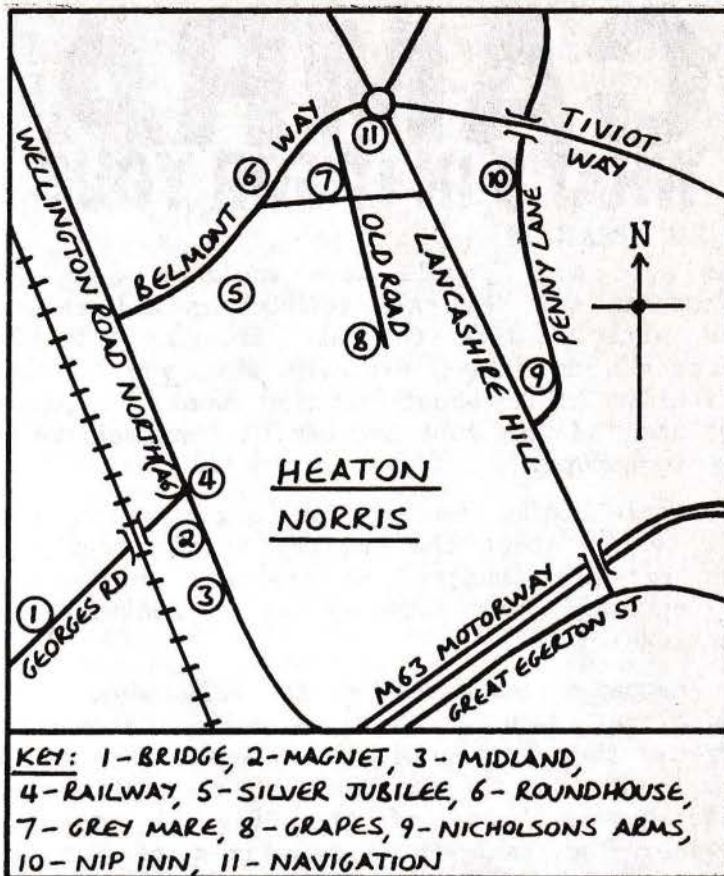 WELLINGTON ROAD NORTH (A6)
BELMONT WAY
6
11
7
10
TIVIOT
WAY
OLD ROAD
LANCASHIRE HILL
PENNY LANE
N
5
8
9
4
2
3
1
HEATON
NORRIS
GEORGES RD
M63 MOTORWAY
GREAT EGERTON ST
KEY: 1-BRIDGE, 2-MAGNET, 3-MIDLAND,
4-RAILWAY, 5-SILVER JUBILEE, 6-ROUNDHOUSE,
7-GREY MARE, 8-GRAPES, 9-NICHOLSONS ARMS,
10-NIP INN, 11-NAVIGATION